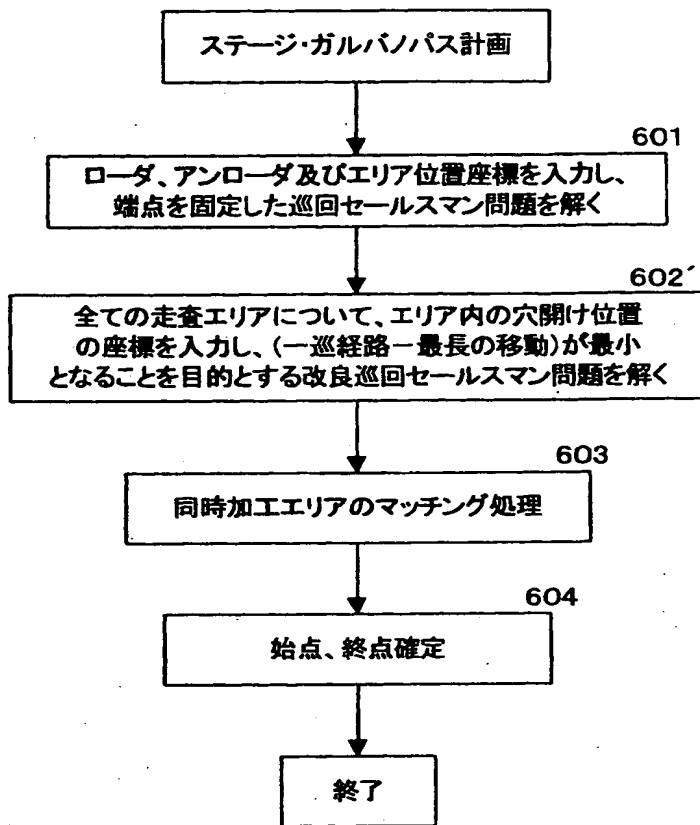 ステージ・ガルバノパス計画
601
ローダ、アンローダ及びエリア位置座標を入力し、
端点を固定した巡回セールスマン問題を解く
602´
全ての走査エリアについて、エリア内の穴開け位置
の座標を入力し、(一巡経路－最長の移動)が最小
となることを目的とする改良巡回セールスマン問題を解く
603
同時加工エリアのマッチング処理
604
始点、終点確定
終了